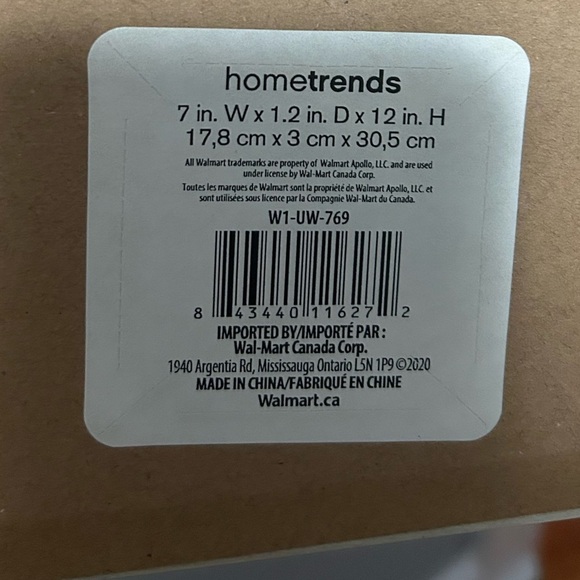 hometrends
7 in. W x 1.2 in. D x 12 in. H
17,8 cm x 3 cm x 30,5 cm
All Walmart trademarks are property of Walmart Apollo, LLC. and are used
under license by Wal-Mart Canada Corp.
Toutes les marques de Walmart sont la propriété de Walmart Apollo, LLC. et
sont utilisées sous licence par la Compagnie Wal-Mart du Canada.
W1-UW-769
8 43440 11627 2
IMPORTED BY/IMPORTÉ PAR :
Wal-Mart Canada Corp.
1940 Argentia Rd, Mississauga Ontario L5N 1P9 ©2020
MADE IN CHINA/FABRIQUÉ EN CHINE
Walmart.ca